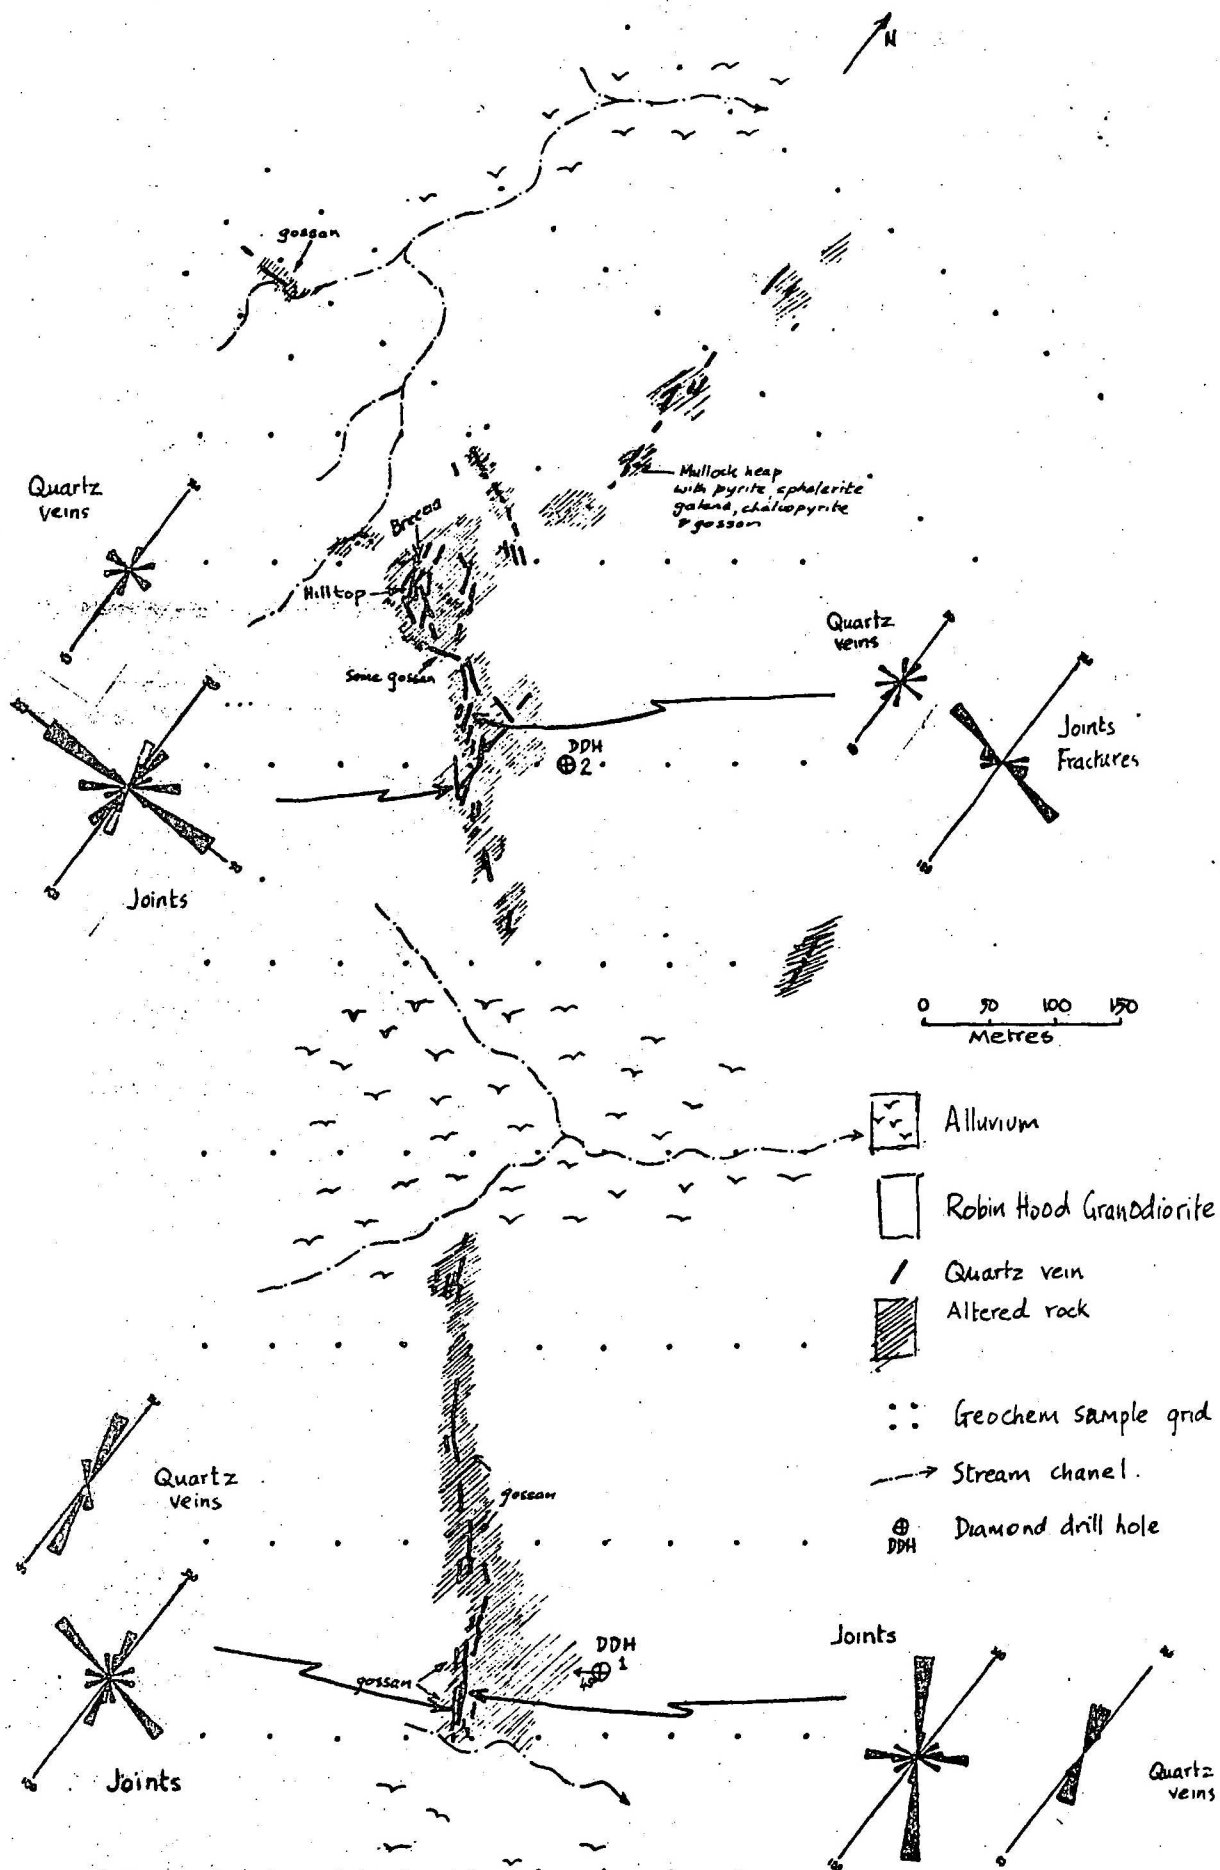 N
gossan
Mullock heap
with pyrite, sphalerite
galena, chalcopyrite
& gossan
Quartz
veins
Breccia
Hilltop
Quartz
veins
Some gossan
Joints
Fractures
DDH
2
Joints
0 50 100 150
Metres
Alluvium
Robin Hood Granodiorite
Quartz vein
Altered rock
Geochem sample grid
Stream chanel.
DDH
Diamond drill hole
Quartz
veins
gossan
Joints
DDH
1
45°
gossan
Joints
Quartz
veins